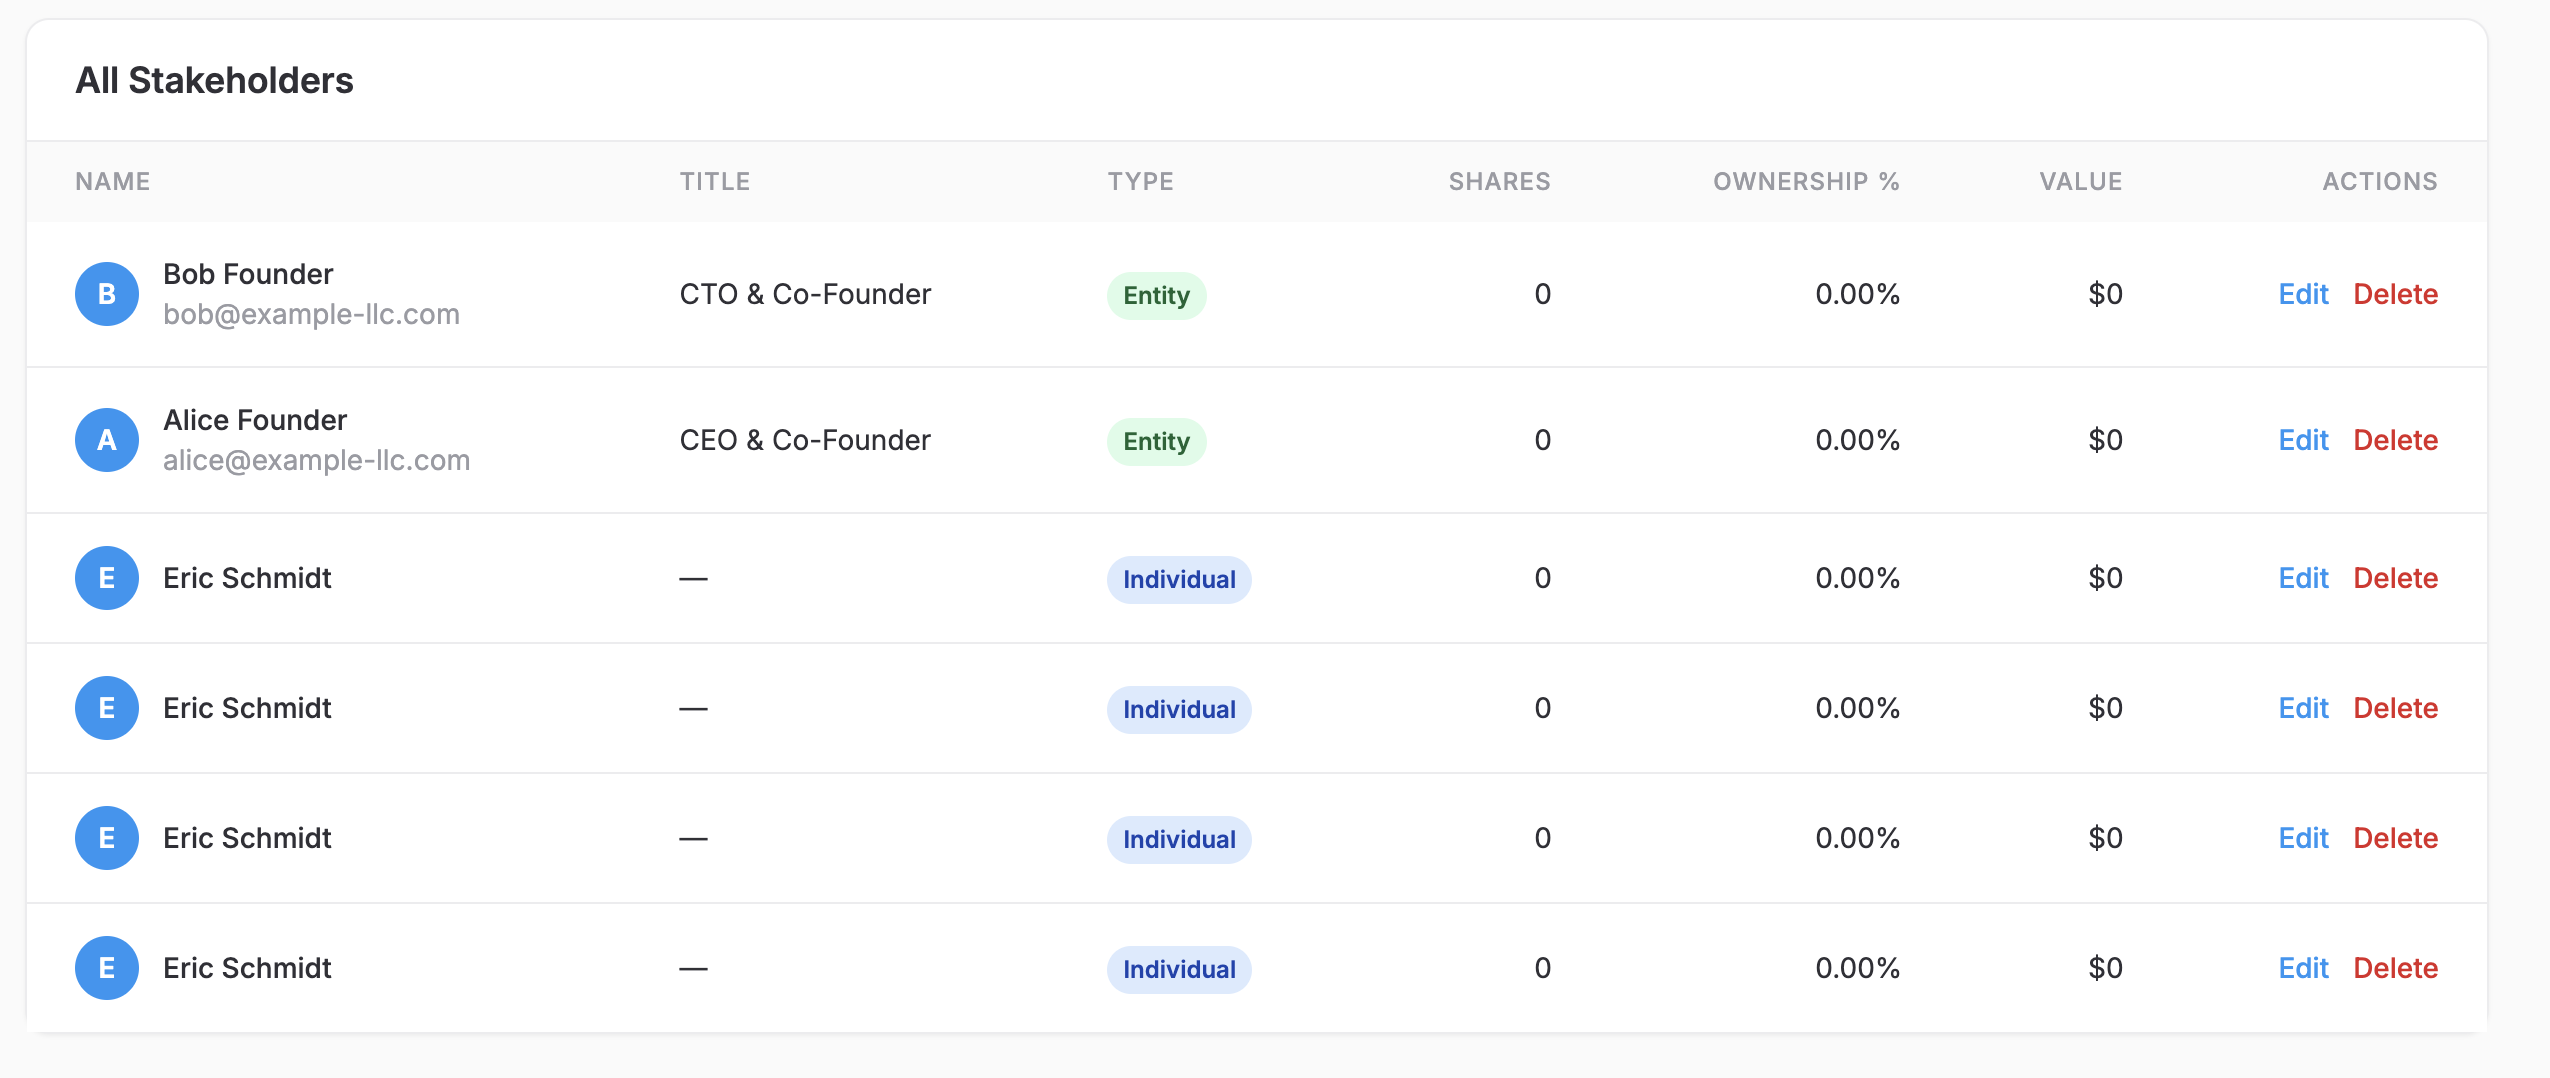 All Stakeholders
NAME TITLE TYPE SHARES OWNERSHIP % VALUE ACTIONS
B Bob Founder
bob@example-llc.com CTO & Co-Founder Entity 0 0.00% $0 Edit Delete
A Alice Founder
alice@example-llc.com CEO & Co-Founder Entity 0 0.00% $0 Edit Delete
E Eric Schmidt — Individual 0 0.00% $0 Edit Delete
E Eric Schmidt — Individual 0 0.00% $0 Edit Delete
E Eric Schmidt — Individual 0 0.00% $0 Edit Delete
E Eric Schmidt — Individual 0 0.00% $0 Edit Delete